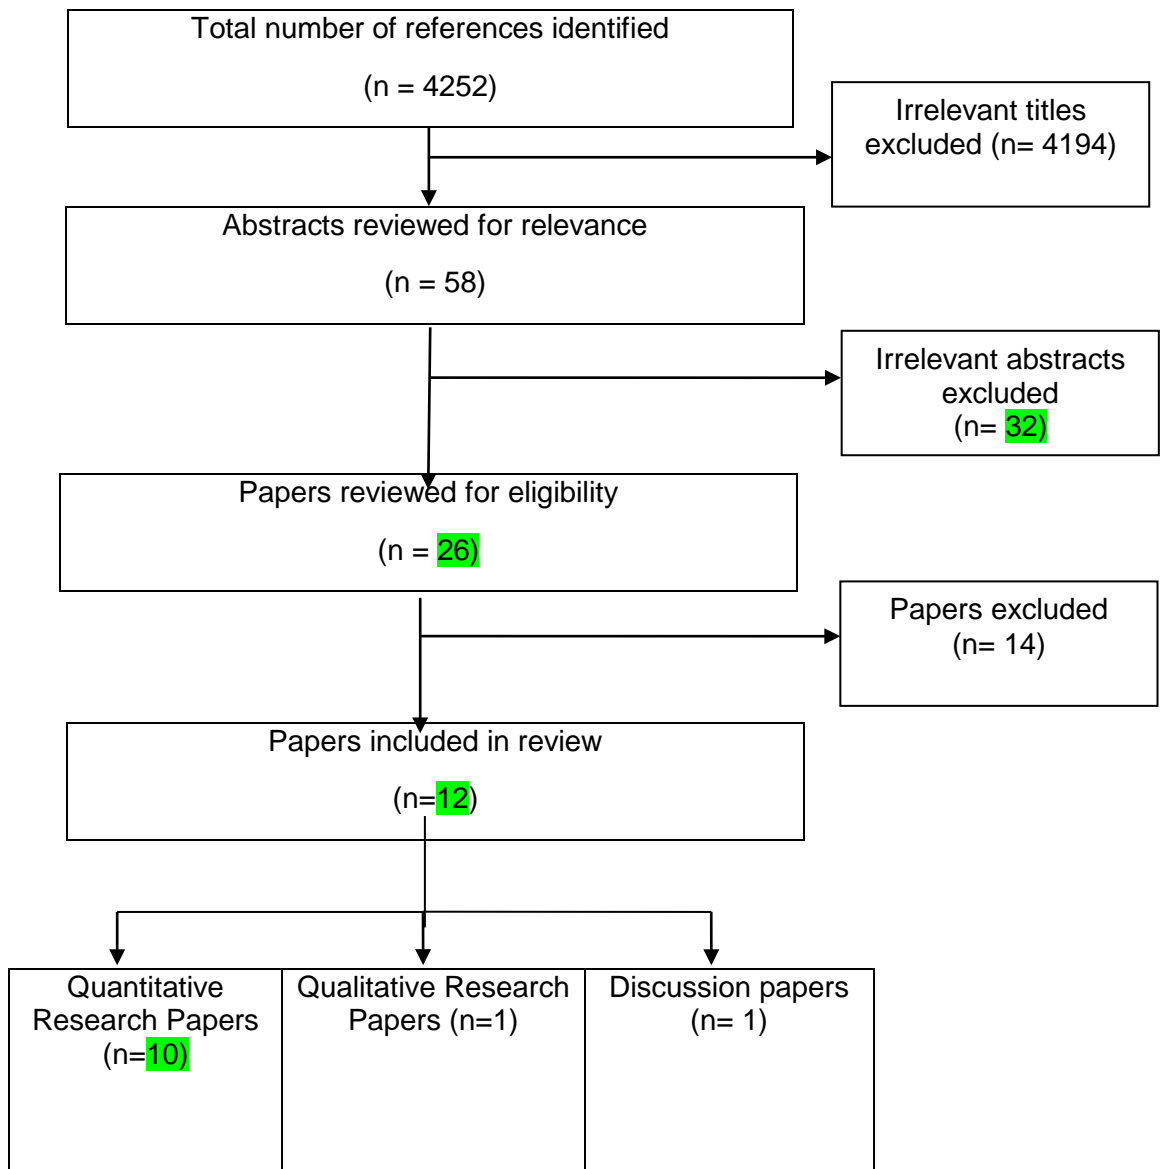 Total number of references identified
(n = 4252)
Irrelevant titles
excluded (n= 4194)
Abstracts reviewed for relevance
(n = 58)
Irrelevant abstracts
excluded
(n= 32)
Papers reviewed for eligibility
(n = 26)
Papers excluded
(n= 14)
Papers included in review
(n=12)
Quantitative
Research Papers
(n=10)
Qualitative Research
Papers (n=1)
Discussion papers
(n= 1)